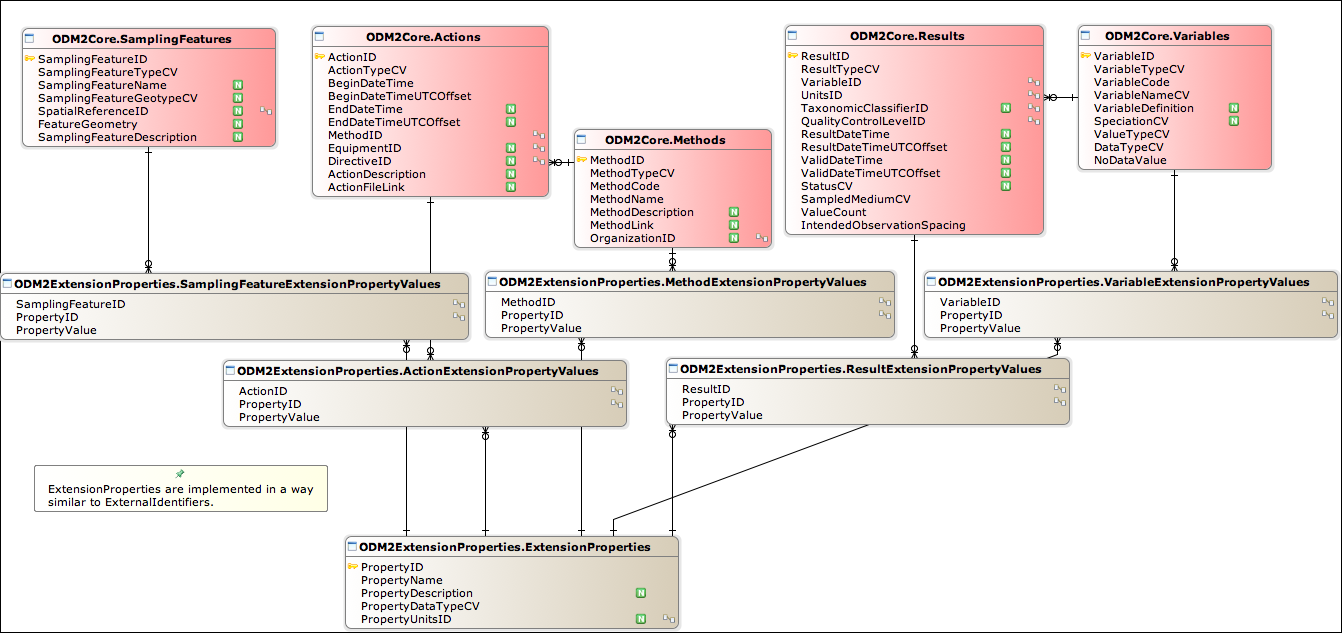 ODM2Core.SamplingFeatures
SamplingFeatureID
SamplingFeatureTypeCV
SamplingFeatureName
SamplingFeatureGeotypeCV
SpatialReferenceID
FeatureGeometry
SamplingFeatureDescription
N
N
N
N
N
ODM2Core.Actions
ActionID
ActionTypeCV
BeginDateTime
BeginDateTimeUTCOffset
EndDateTime
EndDateTimeUTCOffset
MethodID
EquipmentID
DirectiveID
ActionDescription
ActionFileLink
N
N
N
N
N
N
ODM2Core.Methods
MethodID
MethodTypeCV
MethodCode
MethodName
MethodDescription
MethodLink
OrganizationID
N
N
N
ODM2Core.Results
ResultID
ResultTypeCV
VariableID
UnitsID
TaxonomicClassifierID
QualityControlLevelID
ResultDateTime
ResultDateTimeUTCOffset
ValidDateTime
ValidDateTimeUTCOffset
StatusCV
SampledMediumCV
ValueCount
IntendedObservationSpacing
N
N
N
N
N
N
ODM2Core.Variables
VariableID
VariableTypeCV
VariableCode
VariableNameCV
VariableDefinition
SpeciationCV
ValueTypeCV
DataTypeCV
NoDataValue
N
N
ODM2ExtensionProperties.SamplingFeatureExtensionPropertyValues
SamplingFeatureID
PropertyID
PropertyValue
ODM2ExtensionProperties.MethodExtensionPropertyValues
MethodID
PropertyID
PropertyValue
ODM2ExtensionProperties.VariableExtensionPropertyValues
VariableID
PropertyID
PropertyValue
ODM2ExtensionProperties.ActionExtensionPropertyValues
ActionID
PropertyID
PropertyValue
ODM2ExtensionProperties.ResultExtensionPropertyValues
ResultID
PropertyID
PropertyValue
ExtensionProperties are implemented in a way
similar to ExternalIdentifiers.
ODM2ExtensionProperties.ExtensionProperties
PropertyID
PropertyName
PropertyDescription
PropertyDataTypeCV
PropertyUnitsID
N
N